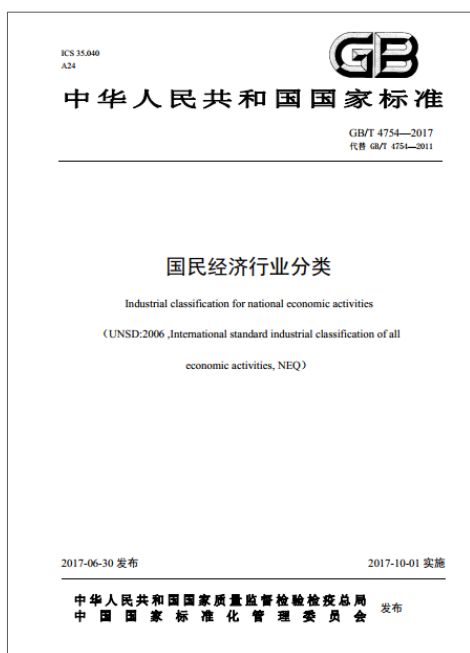 ICS 35.040
A24
GB
中华人民共和国国家标准
GB/T 4754—2017
代替 GB/T 4754—2011
国民经济行业分类
Industrial classification for national economic activities
（UNSD:2006 ,International standard industrial classification of all
economic activities, NEQ）
2017-06-30 发布
2017-10-01 实施
中华人民共和国国家质量监督检验检疫总局
中国国家标准化管理委员会
发布